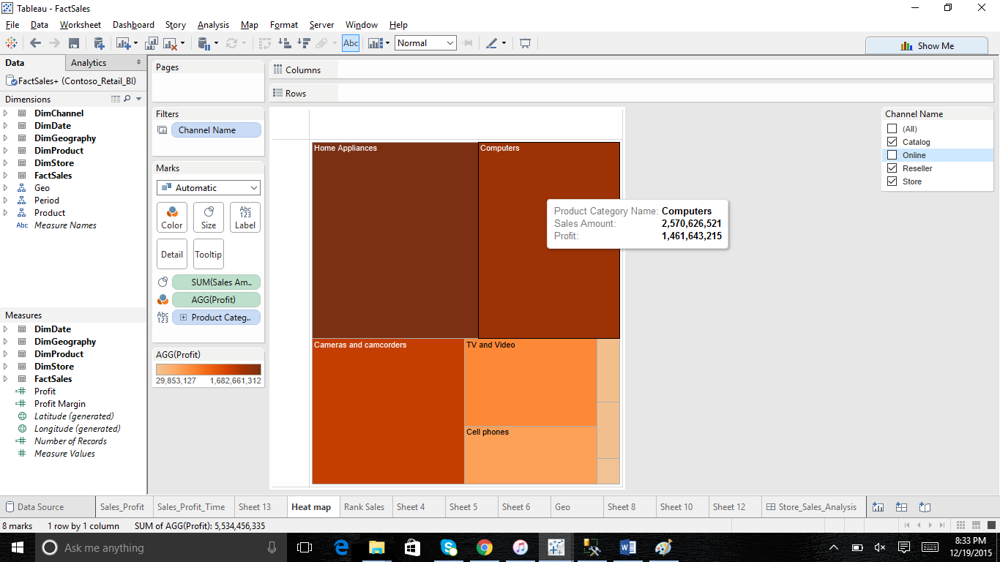 Tableau - FactSales
File Data Worksheet Dashboard Story Analysis Map Format Server Window Help
Abc Normal Show Me
Data Analytics
FactSales+ (Contoso_Retail_BI)
Dimensions
DimChannel
DimDate
DimGeography
DimProduct
DimStore
FactSales
Geo
Period
Product
Abc Measure Names
Measures
DimDate
DimGeography
DimProduct
DimStore
FactSales
Profit
Profit Margin
Latitude (generated)
Longitude (generated)
Number of Records
Measure Values
Pages
Filters
Channel Name
Marks
Automatic
Abc
123
Color Size Label
Detail Tooltip
SUM(Sales Am..
AGG(Profit)
Abc
123
Product Categ..
AGG(Profit)
29,853,127 1,682,661,312
Columns
Rows
Home Appliances
Computers
Product Category Name: Computers
Sales Amount: 2,570,626,521
Profit: 1,461,643,215
Cameras and camcorders
TV and Video
Cell phones
Channel Name
(All)
Catalog
Online
Reseller
Store
Data Source Sales_Profit Sales_Profit_Time Sheet 13 Heat map Rank Sales Sheet 4 Sheet 5 Sheet 6 Geo Sheet 8 Sheet 10 Sheet 12 Store_Sales_Analysis
8 marks 1 row by 1 column SUM of AGG(Profit): 5,534,456,335
Ask me anything
8:33 PM
12/19/2015